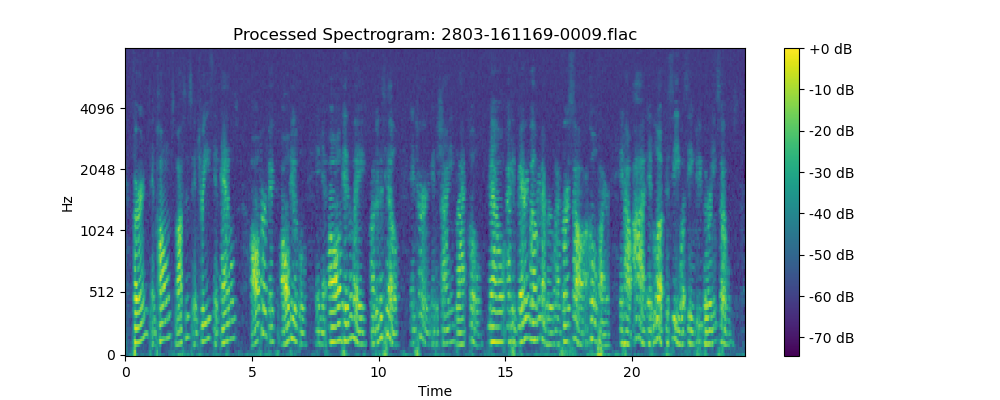 Processed Spectrogram: 2803-161169-0009.flac
+0 dB
-10 dB
-20 dB
-30 dB
-40 dB
-50 dB
-60 dB
-70 dB
Hz
4096
2048
1024
512
0
0 5 10 15 20
Time